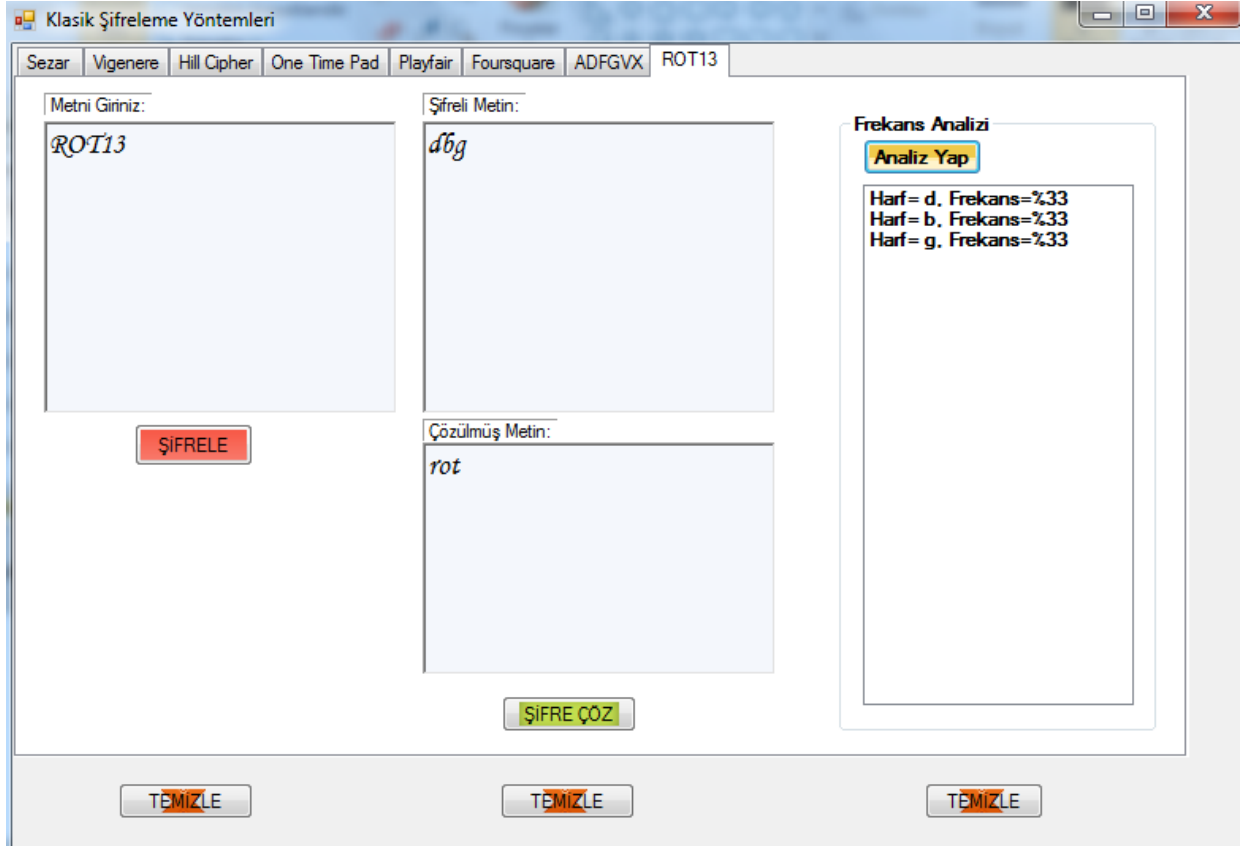 Klasik Şifreleme Yöntemleri
Sezar Vigenere Hill Cipher One Time Pad Playfair Foursquare ADFGVX ROT13
Metni Giriniz:
ROT13
ŞİFRELE
Şifreli Metin:
dbg
Çözülmüş Metin:
rot
ŞİFRE ÇÖZ
Frekans Analizi
Analiz Yap
Harf= d, Frekans=%33
Harf= b, Frekans=%33
Harf= g, Frekans=%33
TEMİZLE TEMİZLE TEMİZLE